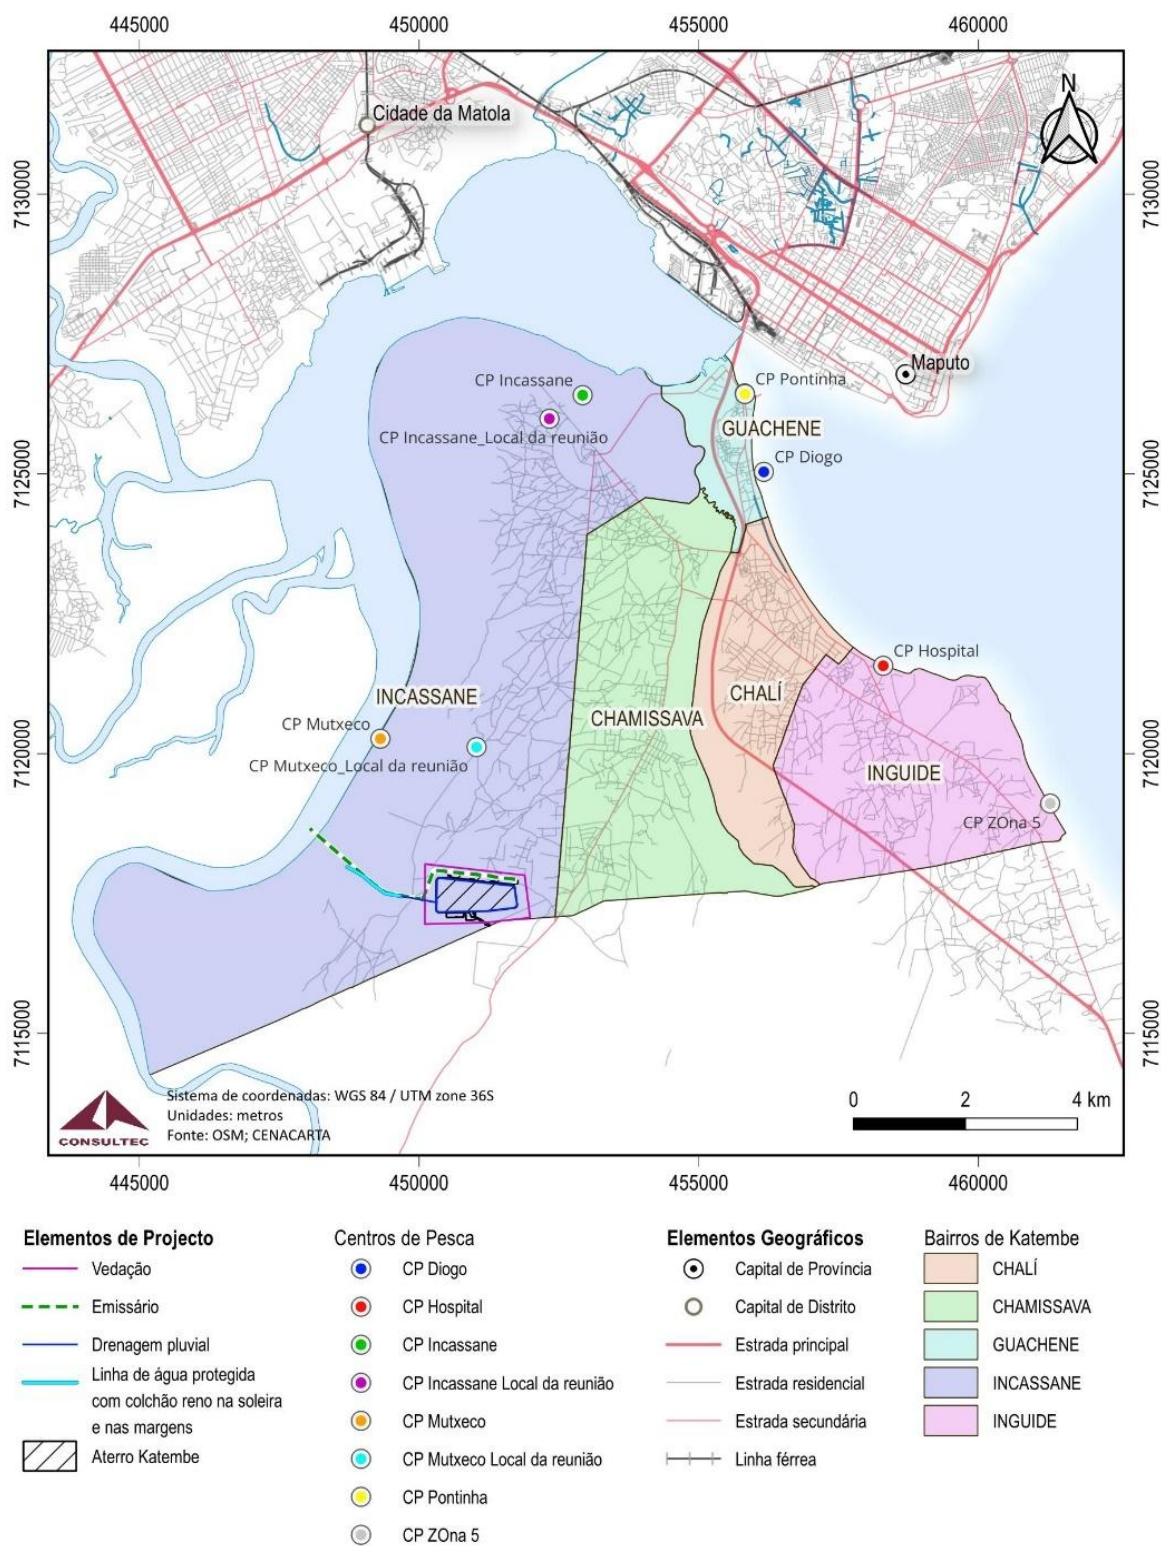 445000 450000 455000 460000
N
Cidade da Matola
7130000 7130000
Maputo
CP Incassane
CP Pontinha
CP Incassane_Local da reunião
GUACHENE
CP Diogo
7125000 7125000
CP Hospital
INCASSANE
CHAMISSAVA
CHALÍ
CP Mutxeco
CP Mutxeco_Local da reunião
INGUIDE
7120000 7120000
CP ZOna 5
7115000 7115000
CONSULTEC
Sistema de coordenadas: WGS 84 / UTM zone 36S
Unidades: metros
Fonte: OSM; CENACARTA
0 2 4 km
445000 450000 455000 460000
Elementos de Projecto
Vedação
Emissário
Drenagem pluvial
Linha de água protegida
com colchão reno na soleira
e nas margens
Aterro Katembe
Centros de Pesca
CP Diogo
CP Hospital
CP Incassane
CP Incassane Local da reunião
CP Mutxeco
CP Mutxeco Local da reunião
CP Pontinha
CP ZOna 5
Elementos Geográficos
Capital de Província
Capital de Distrito
Estrada principal
Estrada residencial
Estrada secundária
Linha férrea
Bairros de Katembe
CHALÍ
CHAMISSAVA
GUACHENE
INCASSANE
INGUIDE